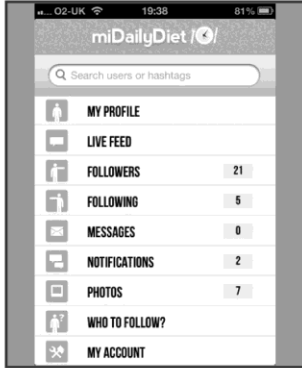 O2-UK 19:38 81%
miDailyDiet
Search users or hashtags
MY PROFILE
LIVE FEED
FOLLOWERS 21
FOLLOWING 5
MESSAGES 0
NOTIFICATIONS 2
PHOTOS 7
WHO TO FOLLOW?
MY ACCOUNT